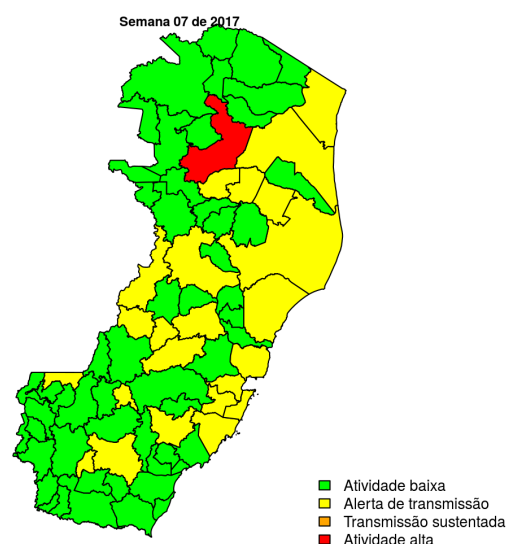 Semana 07 de 2017
Atividade baixa
Alerta de transmissão
Transmissão sustentada
Atividade alta